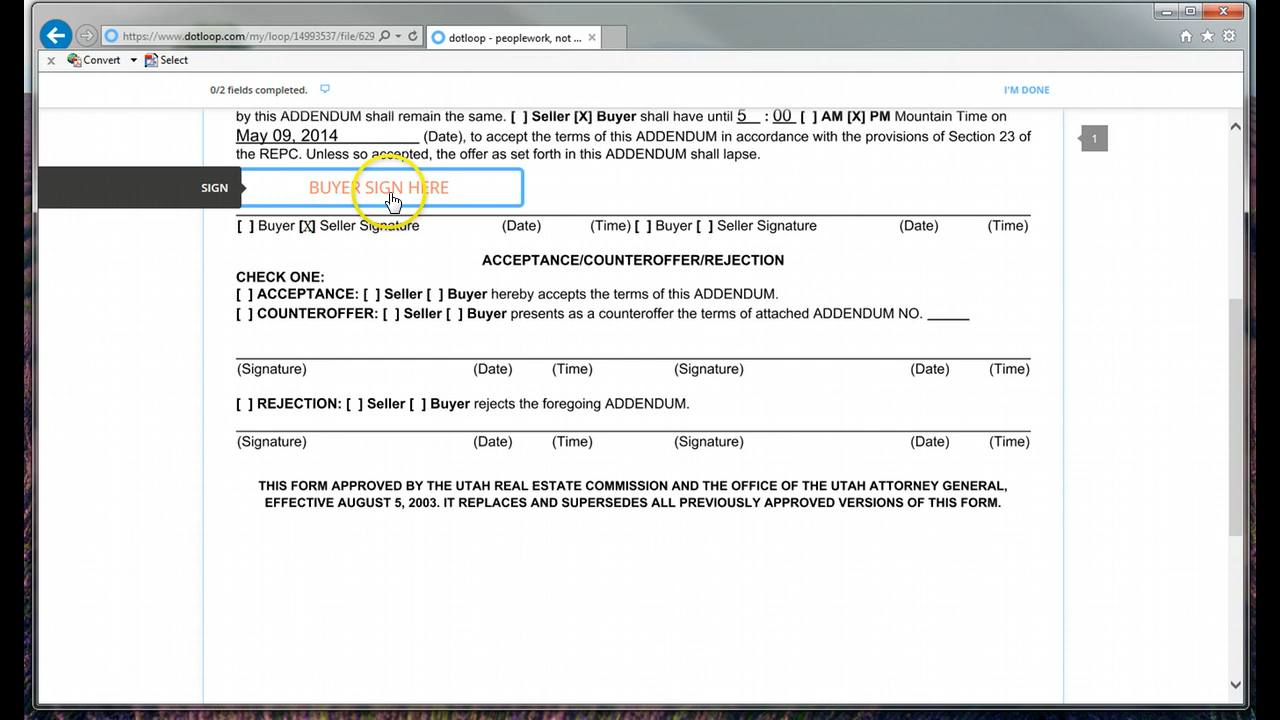 https://www.dotloop.com/my/loop/14993537/file/629
dotloop - peoplework, not ...
x Convert Select
0/2 fields completed.
I'M DONE
by this ADDENDUM shall remain the same. [ ] Seller [X] Buyer shall have until 5 : 00 [ ] AM [X] PM Mountain Time on
May 09, 2014 (Date), to accept the terms of this ADDENDUM in accordance with the provisions of Section 23 of
1
the REPC. Unless so accepted, the offer as set forth in this ADDENDUM shall lapse.
SIGN
BUYER SIGN HERE
[ ] Buyer [X] Seller Signature (Date) (Time) [ ] Buyer [ ] Seller Signature (Date) (Time)
ACCEPTANCE/COUNTEROFFER/REJECTION
CHECK ONE:
[ ] ACCEPTANCE: [ ] Seller [ ] Buyer hereby accepts the terms of this ADDENDUM.
[ ] COUNTEROFFER: [ ] Seller [ ] Buyer presents as a counteroffer the terms of attached ADDENDUM NO. _____
(Signature) (Date) (Time) (Signature) (Date) (Time)
[ ] REJECTION: [ ] Seller [ ] Buyer rejects the foregoing ADDENDUM.
(Signature) (Date) (Time) (Signature) (Date) (Time)
THIS FORM APPROVED BY THE UTAH REAL ESTATE COMMISSION AND THE OFFICE OF THE UTAH ATTORNEY GENERAL,
EFFECTIVE AUGUST 5, 2003. IT REPLACES AND SUPERSEDES ALL PREVIOUSLY APPROVED VERSIONS OF THIS FORM.